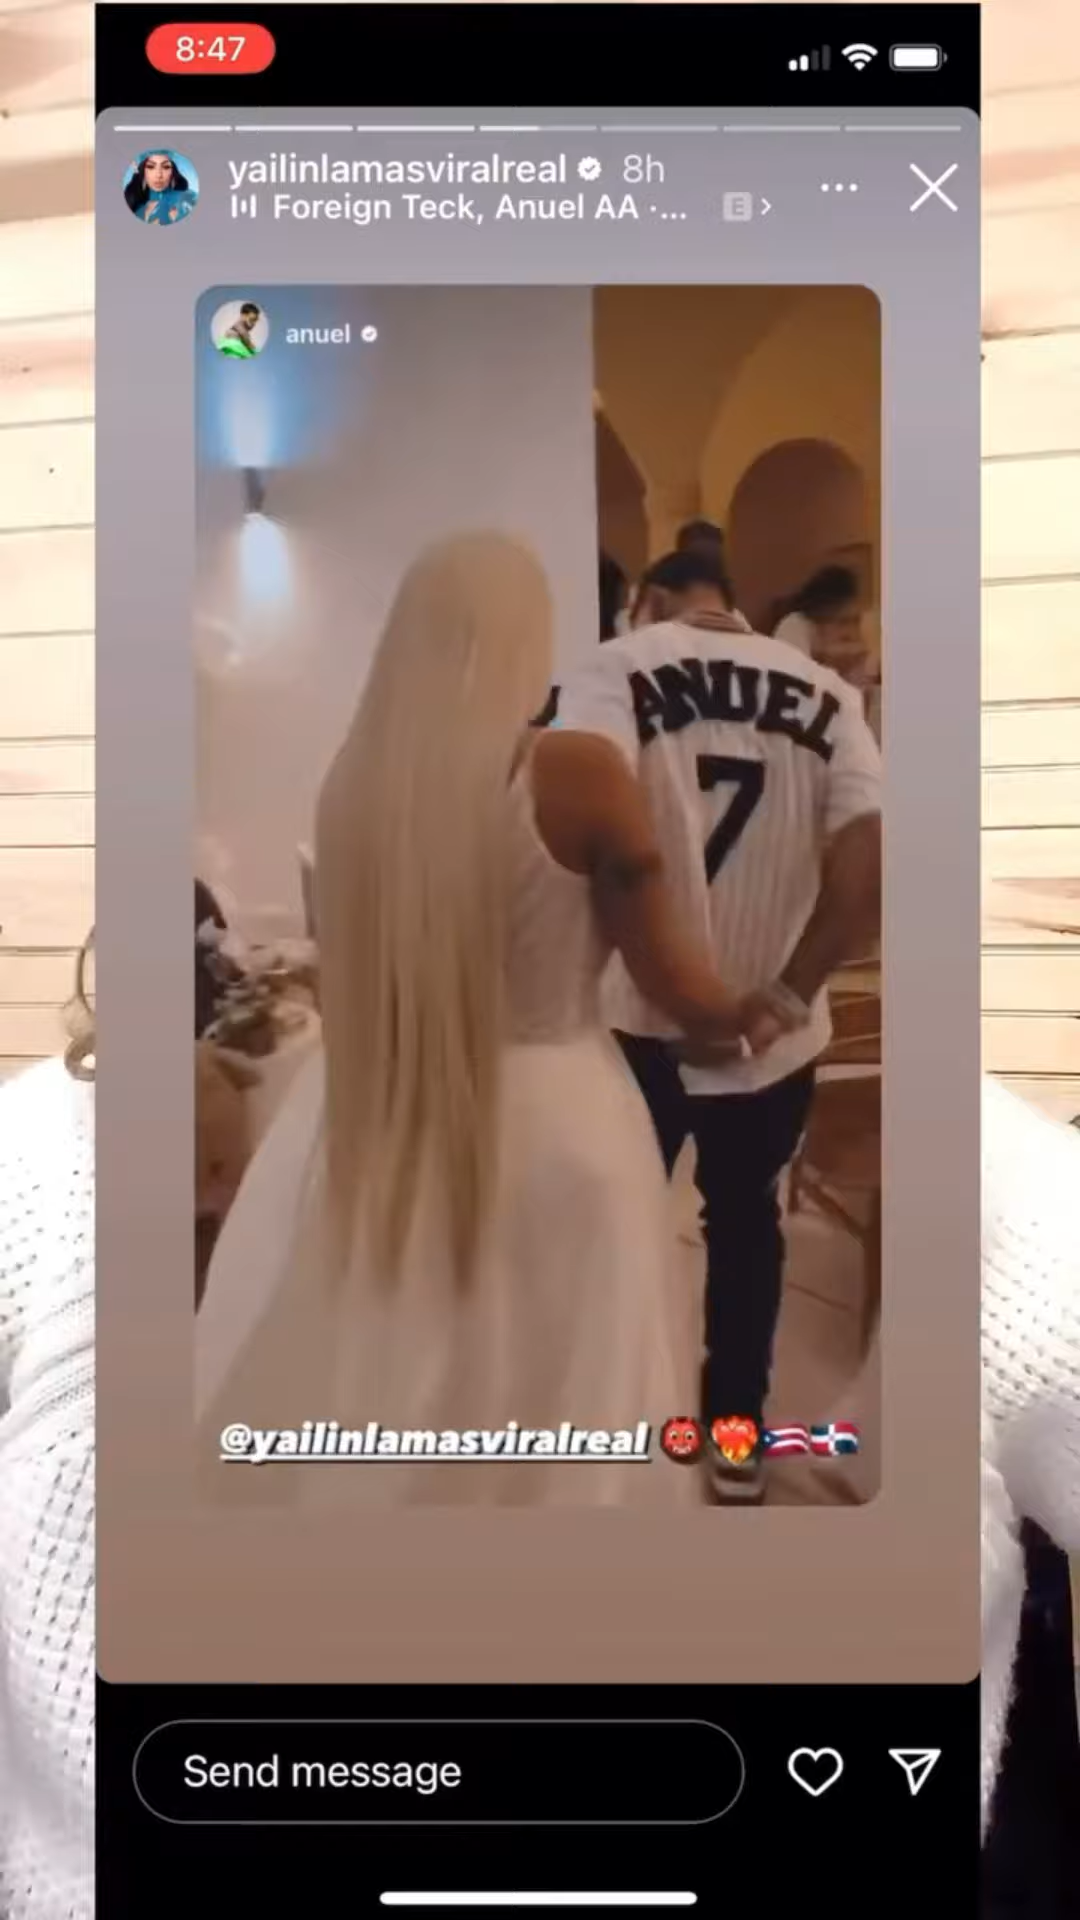 8:47
yailinlamasviralreal 8h
Foreign Teck, Anuel AA ·... E
anuel
ANUEL
7
@yailinlamasviralreal
Send message